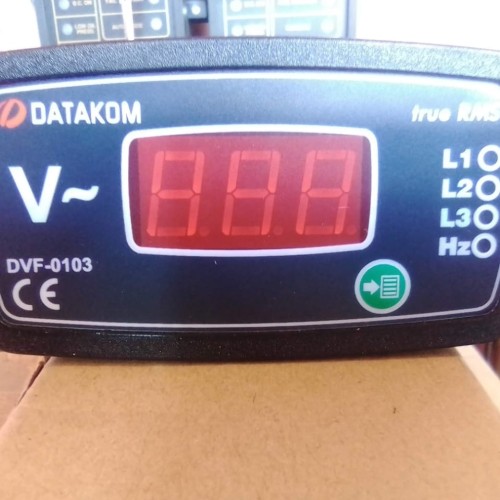 DATAKOM
true RMS
V~
L1
L2
L3
Hz
DVF-0103
CE